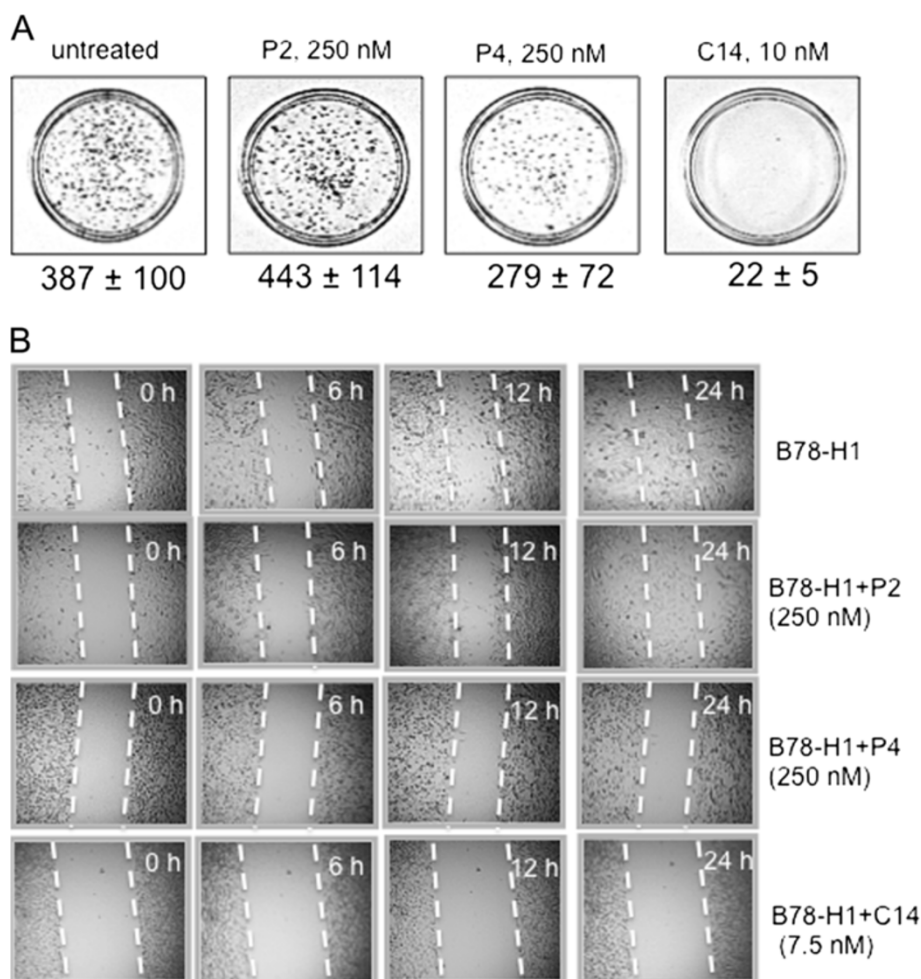 A
untreated
P2, 250 nM
P4, 250 nM
C14, 10 nM
387 ± 100
443 ± 114
279 ± 72
22 ± 5
B
0 h
6 h
12 h
24 h
B78-H1
0 h
6 h
12 h
24 h
B78-H1+P2
(250 nM)
0 h
6 h
12 h
24 h
B78-H1+P4
(250 nM)
0 h
6 h
12 h
24 h
B78-H1+C14
(7.5 nM)